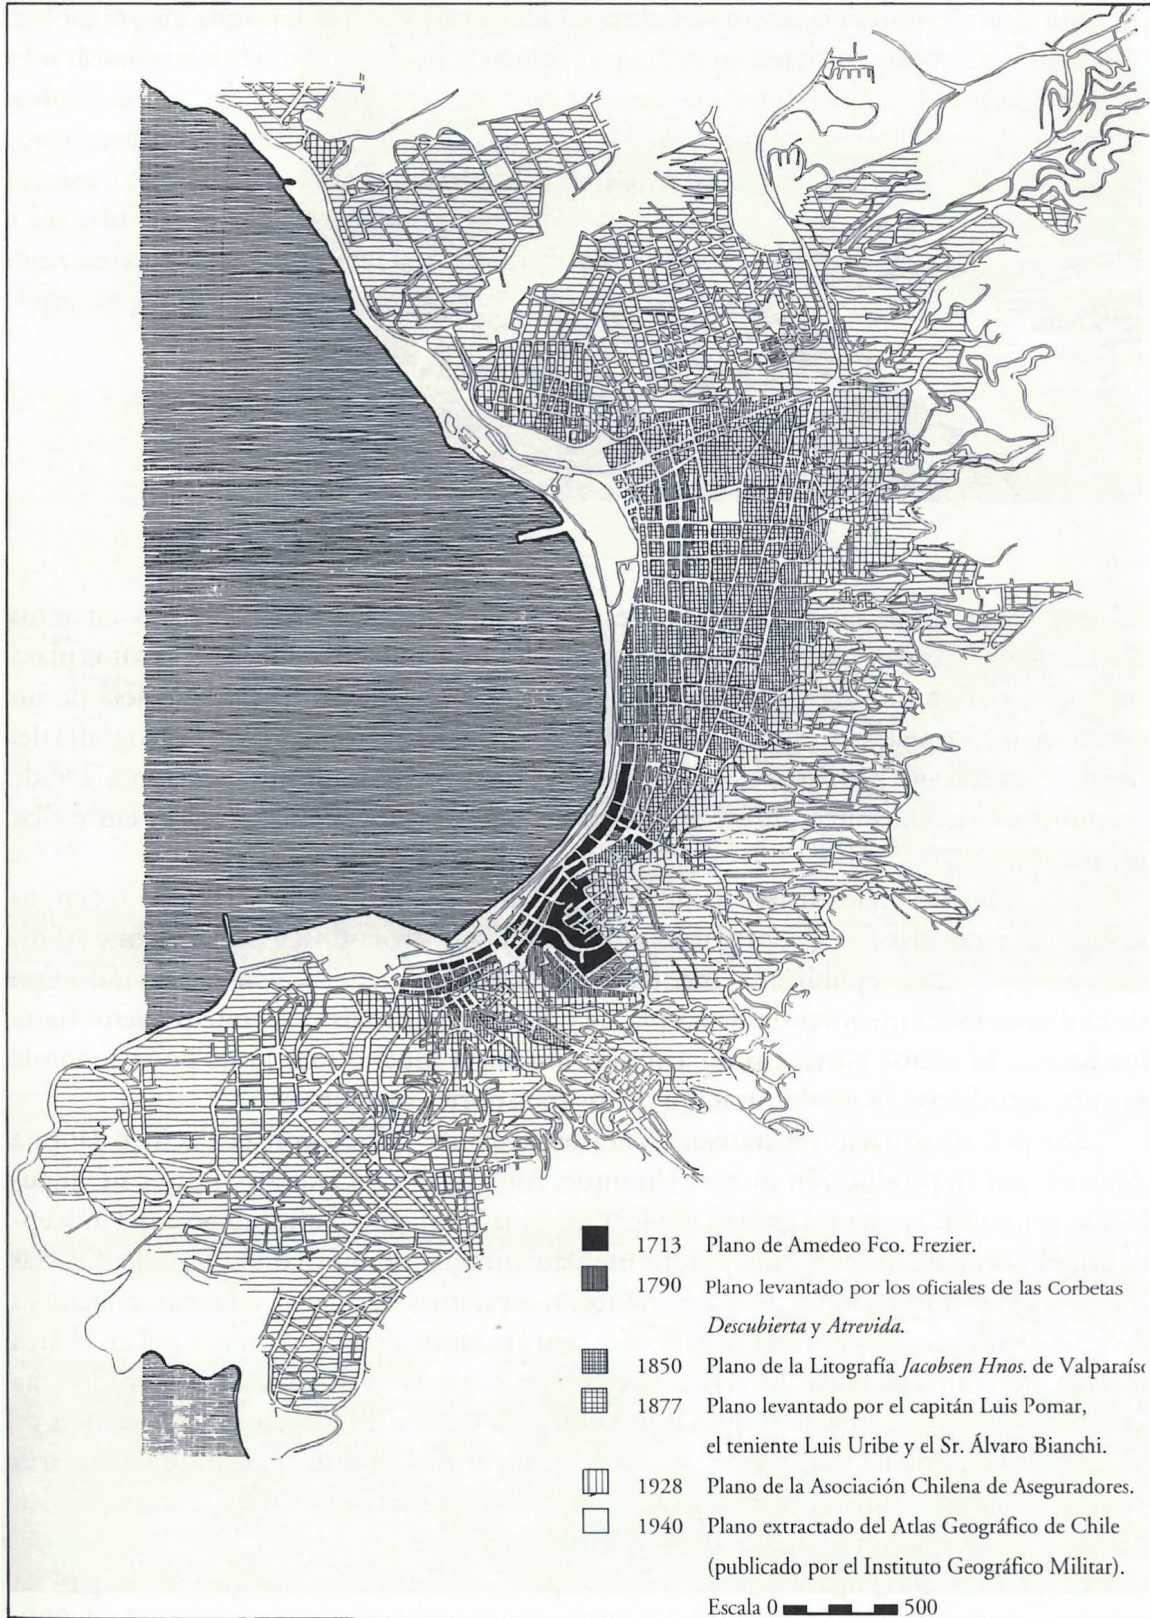 1713 Plano de Amedeo Fco. Frezier.
1790 Plano levantado por los oficiales de las Corbetas
Descubierta y Atrevida.
1850 Plano de la Litografía Jacobsen Hnos. de Valparaíso
1877 Plano levantado por el capitán Luis Pomar,
el teniente Luis Uribe y el Sr. Álvaro Bianchi.
1928 Plano de la Asociación Chilena de Aseguradores.
1940 Plano extractado del Atlas Geográfico de Chile
(publicado por el Instituto Geográfico Militar).
Escala 0 500